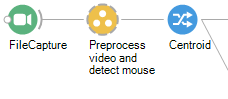 FileCapture
Preprocess
video and
detect mouse
Centroid